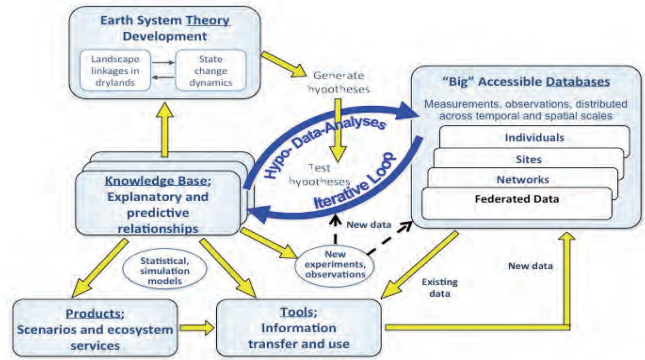 Earth System Theory
Development
Landscape
linkages in
drylands
State
change
dynamics
Generate
hypotheses
"Big" Accessible Databases
Measurements, observations, distributed
across temporal and spatial scales
Individuals
Sites
Networks
Federated Data
Hypo- Data-Analyses
Test
hypotheses
Iterative Loop
Knowledge Base;
Explanatory and
predictive
relationships
New data
New
experiments,
observations
Statistical,
simulation
models
Existing
data
New data
Products;
Scenarios and ecosystem
services
Tools;
Information
transfer and use